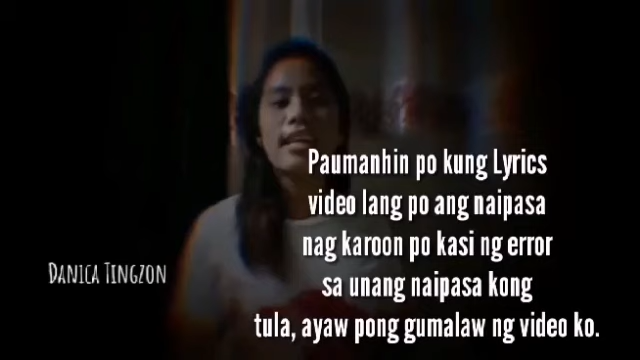 Paumanhin po kung Lyrics
video lang po ang naipasa
nag karoon po kasi ng error
sa unang naipasa kong
tula, ayaw pong gumalaw ng video ko.
Danica Tingzon